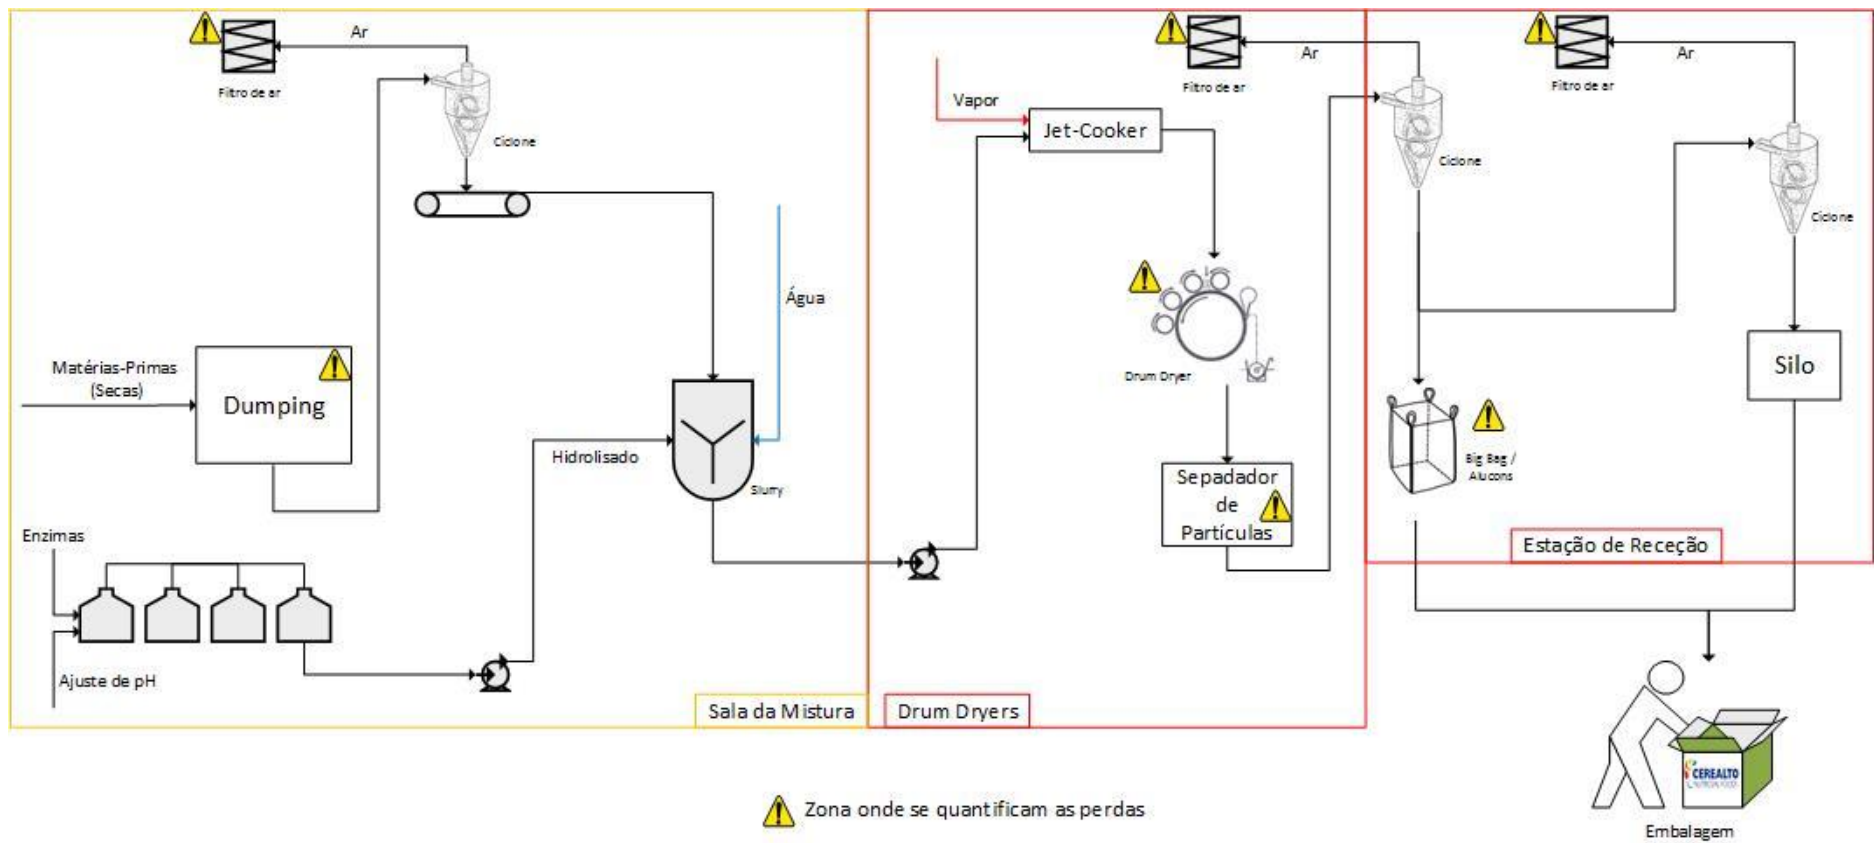 Ar
Filtro de ar
Ciclone
Água
Matérias-Primas
(Secas)
Dumping
Hidrolisado
Slurry
Enzimas
Ajuste de pH
Sala da Mistura
Vapor
Jet-Cooker
Ar
Filtro de ar
Drum Dryer
Sepadador
de
Partículas
Drum Dryers
Ciclone
Ar
Filtro de ar
Ciclone
Silo
Big Bag /
Alucons
Estação de Receção
CEREALTO
Embalagem
Zona onde se quantificam as perdas